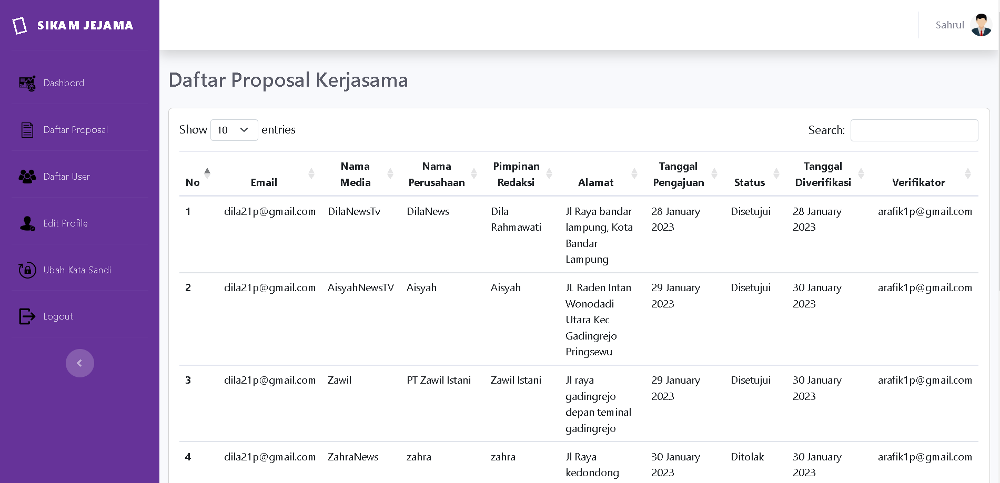 SIKAM JEJAMA
Sahrul
Dashbord
Daftar Proposal
Daftar User
Edit Profile
Ubah Kata Sandi
Logout
Daftar Proposal Kerjasama
Show 10 entries
Search:
No Email Nama Media Nama Perusahaan Pimpinan Redaksi Alamat Tanggal Pengajuan Status Tanggal Diverifikasi Verifikator
1 dila21p@gmail.com DilaNewsTv DilaNews Dila Rahmawati Jl Raya bandar lampung, Kota Bandar Lampung 28 January 2023 Disetujui 28 January 2023 arafik1p@gmail.com
2 dila21p@gmail.com AisyahNewsTV Aisyah Aisyah JL Raden Intan Wonodadi Utara Kec Gadingrejo Pringsewu 29 January 2023 Disetujui 30 January 2023 arafik1p@gmail.com
3 dila21p@gmail.com Zawil PT Zawil Istani Zawil Istani Jl raya gadingrejo depan teminal gadingrejo 29 January 2023 Disetujui 30 January 2023 arafik1p@gmail.com
4 dila21p@gmail.com ZahraNews zahra zahra Jl Raya kedondong 30 January 2023 Ditolak 30 January 2023 arafik1p@gmail.com